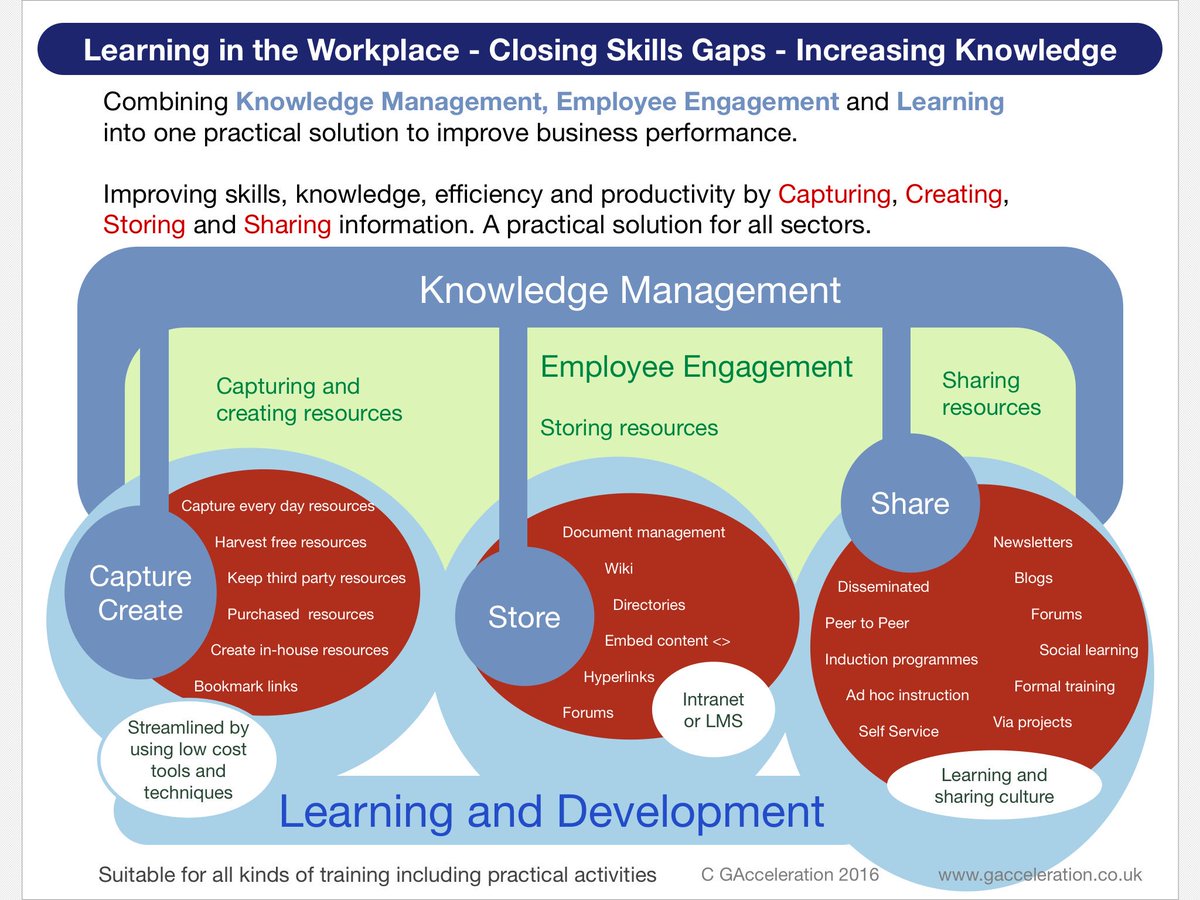 Learning in the Workplace - Closing Skills Gaps - Increasing Knowledge
Combining Knowledge Management, Employee Engagement and Learning
into one practical solution to improve business performance.
Improving skills, knowledge, efficiency and productivity by Capturing, Creating,
Storing and Sharing information. A practical solution for all sectors.
Knowledge Management
Employee Engagement
Capturing and
creating resources
Storing resources
Sharing
resources
Capture
Create
Capture every day resources
Harvest free resources
Keep third party resources
Purchased resources
Create in-house resources
Bookmark links
Streamlined by
using low cost
tools and
techniques
Store
Document management
Wiki
Directories
Embed content <>
Hyperlinks
Forums
Intranet
or LMS
Share
Disseminated
Peer to Peer
Induction programmes
Ad hoc instruction
Self Service
Newsletters
Blogs
Forums
Social learning
Formal training
Via projects
Learning and
sharing culture
Learning and Development
Suitable for all kinds of training including practical activities
C GAcceleration 2016
www.gacceleration.co.uk